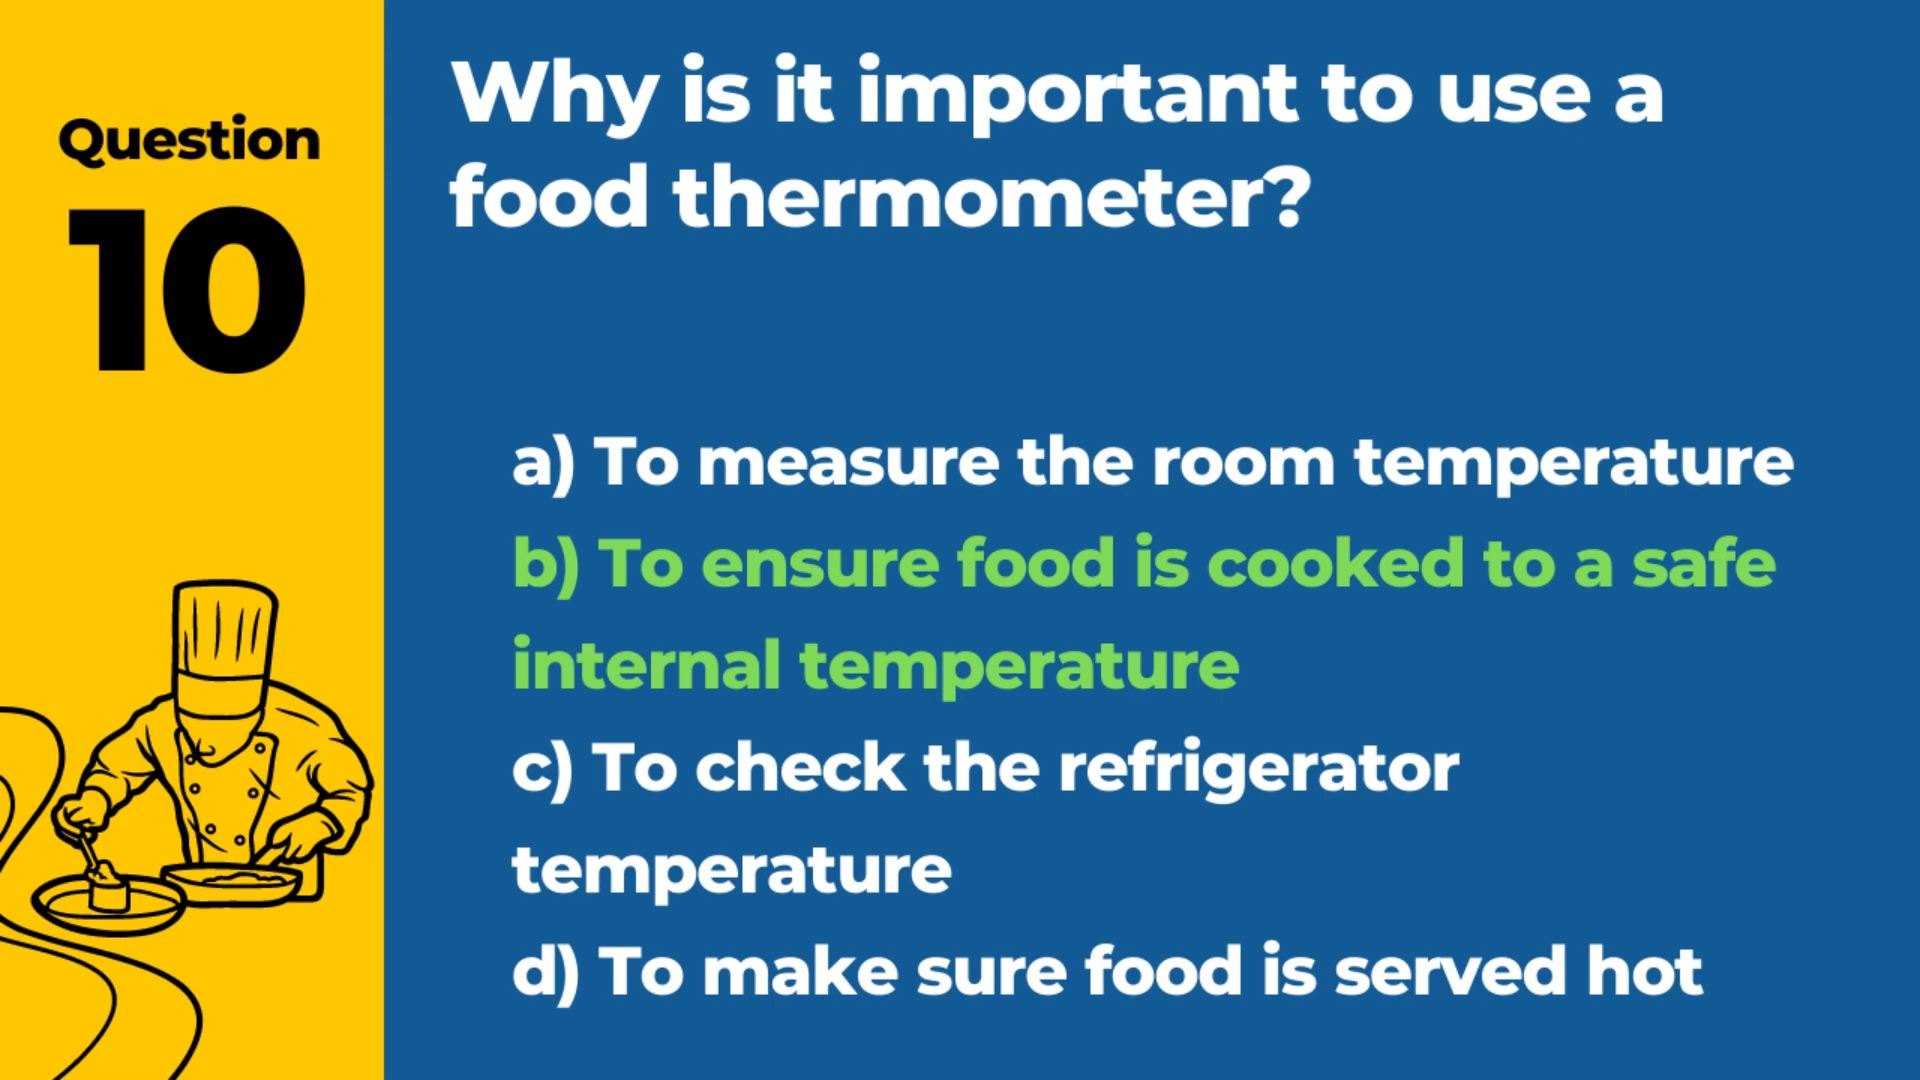 Question
10
Why is it important to use a
food thermometer?
a) To measure the room temperature
b) To ensure food is cooked to a safe
internal temperature
c) To check the refrigerator
temperature
d) To make sure food is served hot